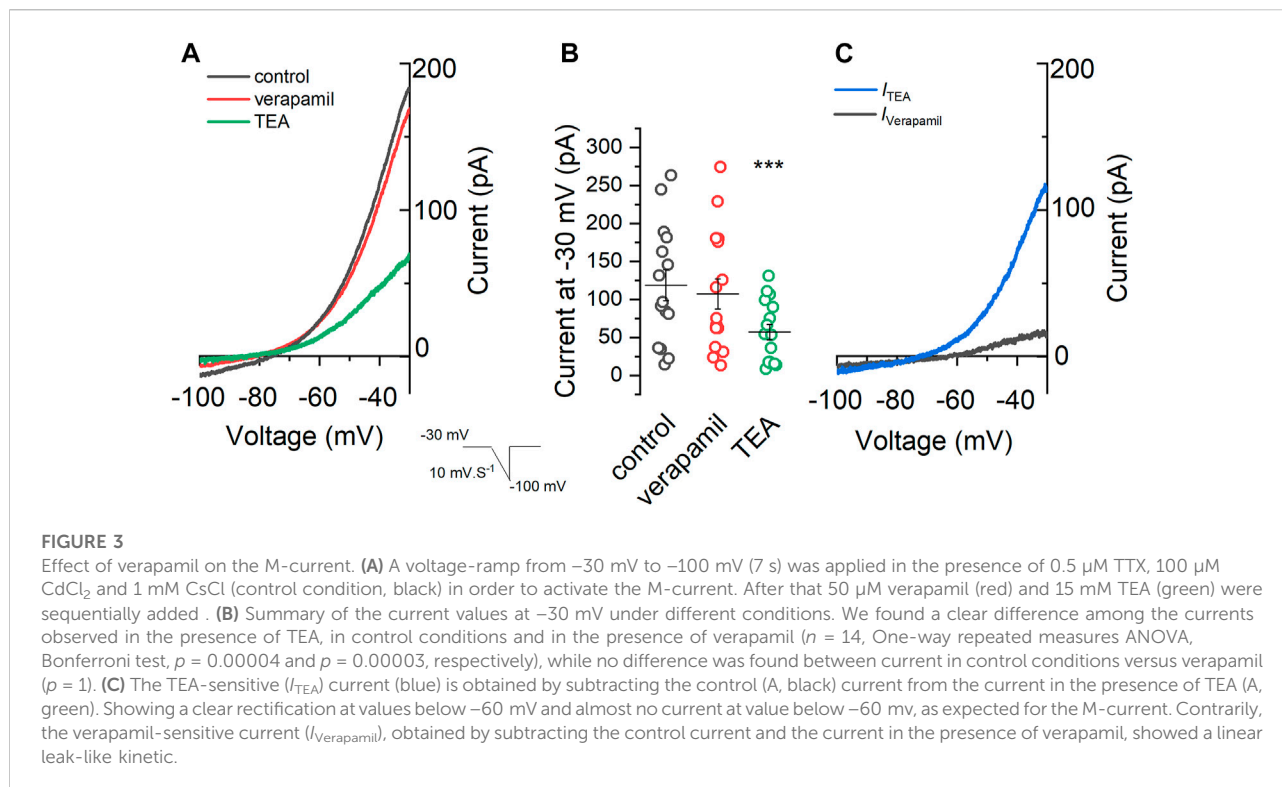 A
control
verapamil
TEA
200
100
0
Current (pA)
-100 -80 -60 -40
Voltage (mV)
-30 mV
10 mV.S-1
-100 mV
B
***
300
250
200
150
100
50
0
Current at -30 mV (pA)
control
verapamil
TEA
C
ITEA
IVerapamil
200
100
0
Current (pA)
-100 -80 -60 -40
Voltage (mV)
FIGURE 3
Effect of verapamil on the M-current. (A) A voltage-ramp from –30 mV to –100 mV (7 s) was applied in the presence of 0.5 µM TTX, 100 µM
CdCl2 and 1 mM CsCl (control condition, black) in order to activate the M-current. After that 50 µM verapamil (red) and 15 mM TEA (green) were
sequentially added . (B) Summary of the current values at –30 mV under different conditions. We found a clear difference among the currents
observed in the presence of TEA, in control conditions and in the presence of verapamil (n = 14, One-way repeated measures ANOVA,
Bonferroni test, p = 0.00004 and p = 0.00003, respectively), while no difference was found between current in control conditions versus verapamil
(p = 1). (C) The TEA-sensitive (ITEA) current (blue) is obtained by subtracting the control (A, black) current from the current in the presence of TEA (A,
green). Showing a clear rectification at values below –60 mV and almost no current at value below –60 mv, as expected for the M-current. Contrarily,
the verapamil-sensitive current (IVerapamil), obtained by subtracting the control current and the current in the presence of verapamil, showed a linear
leak-like kinetic.